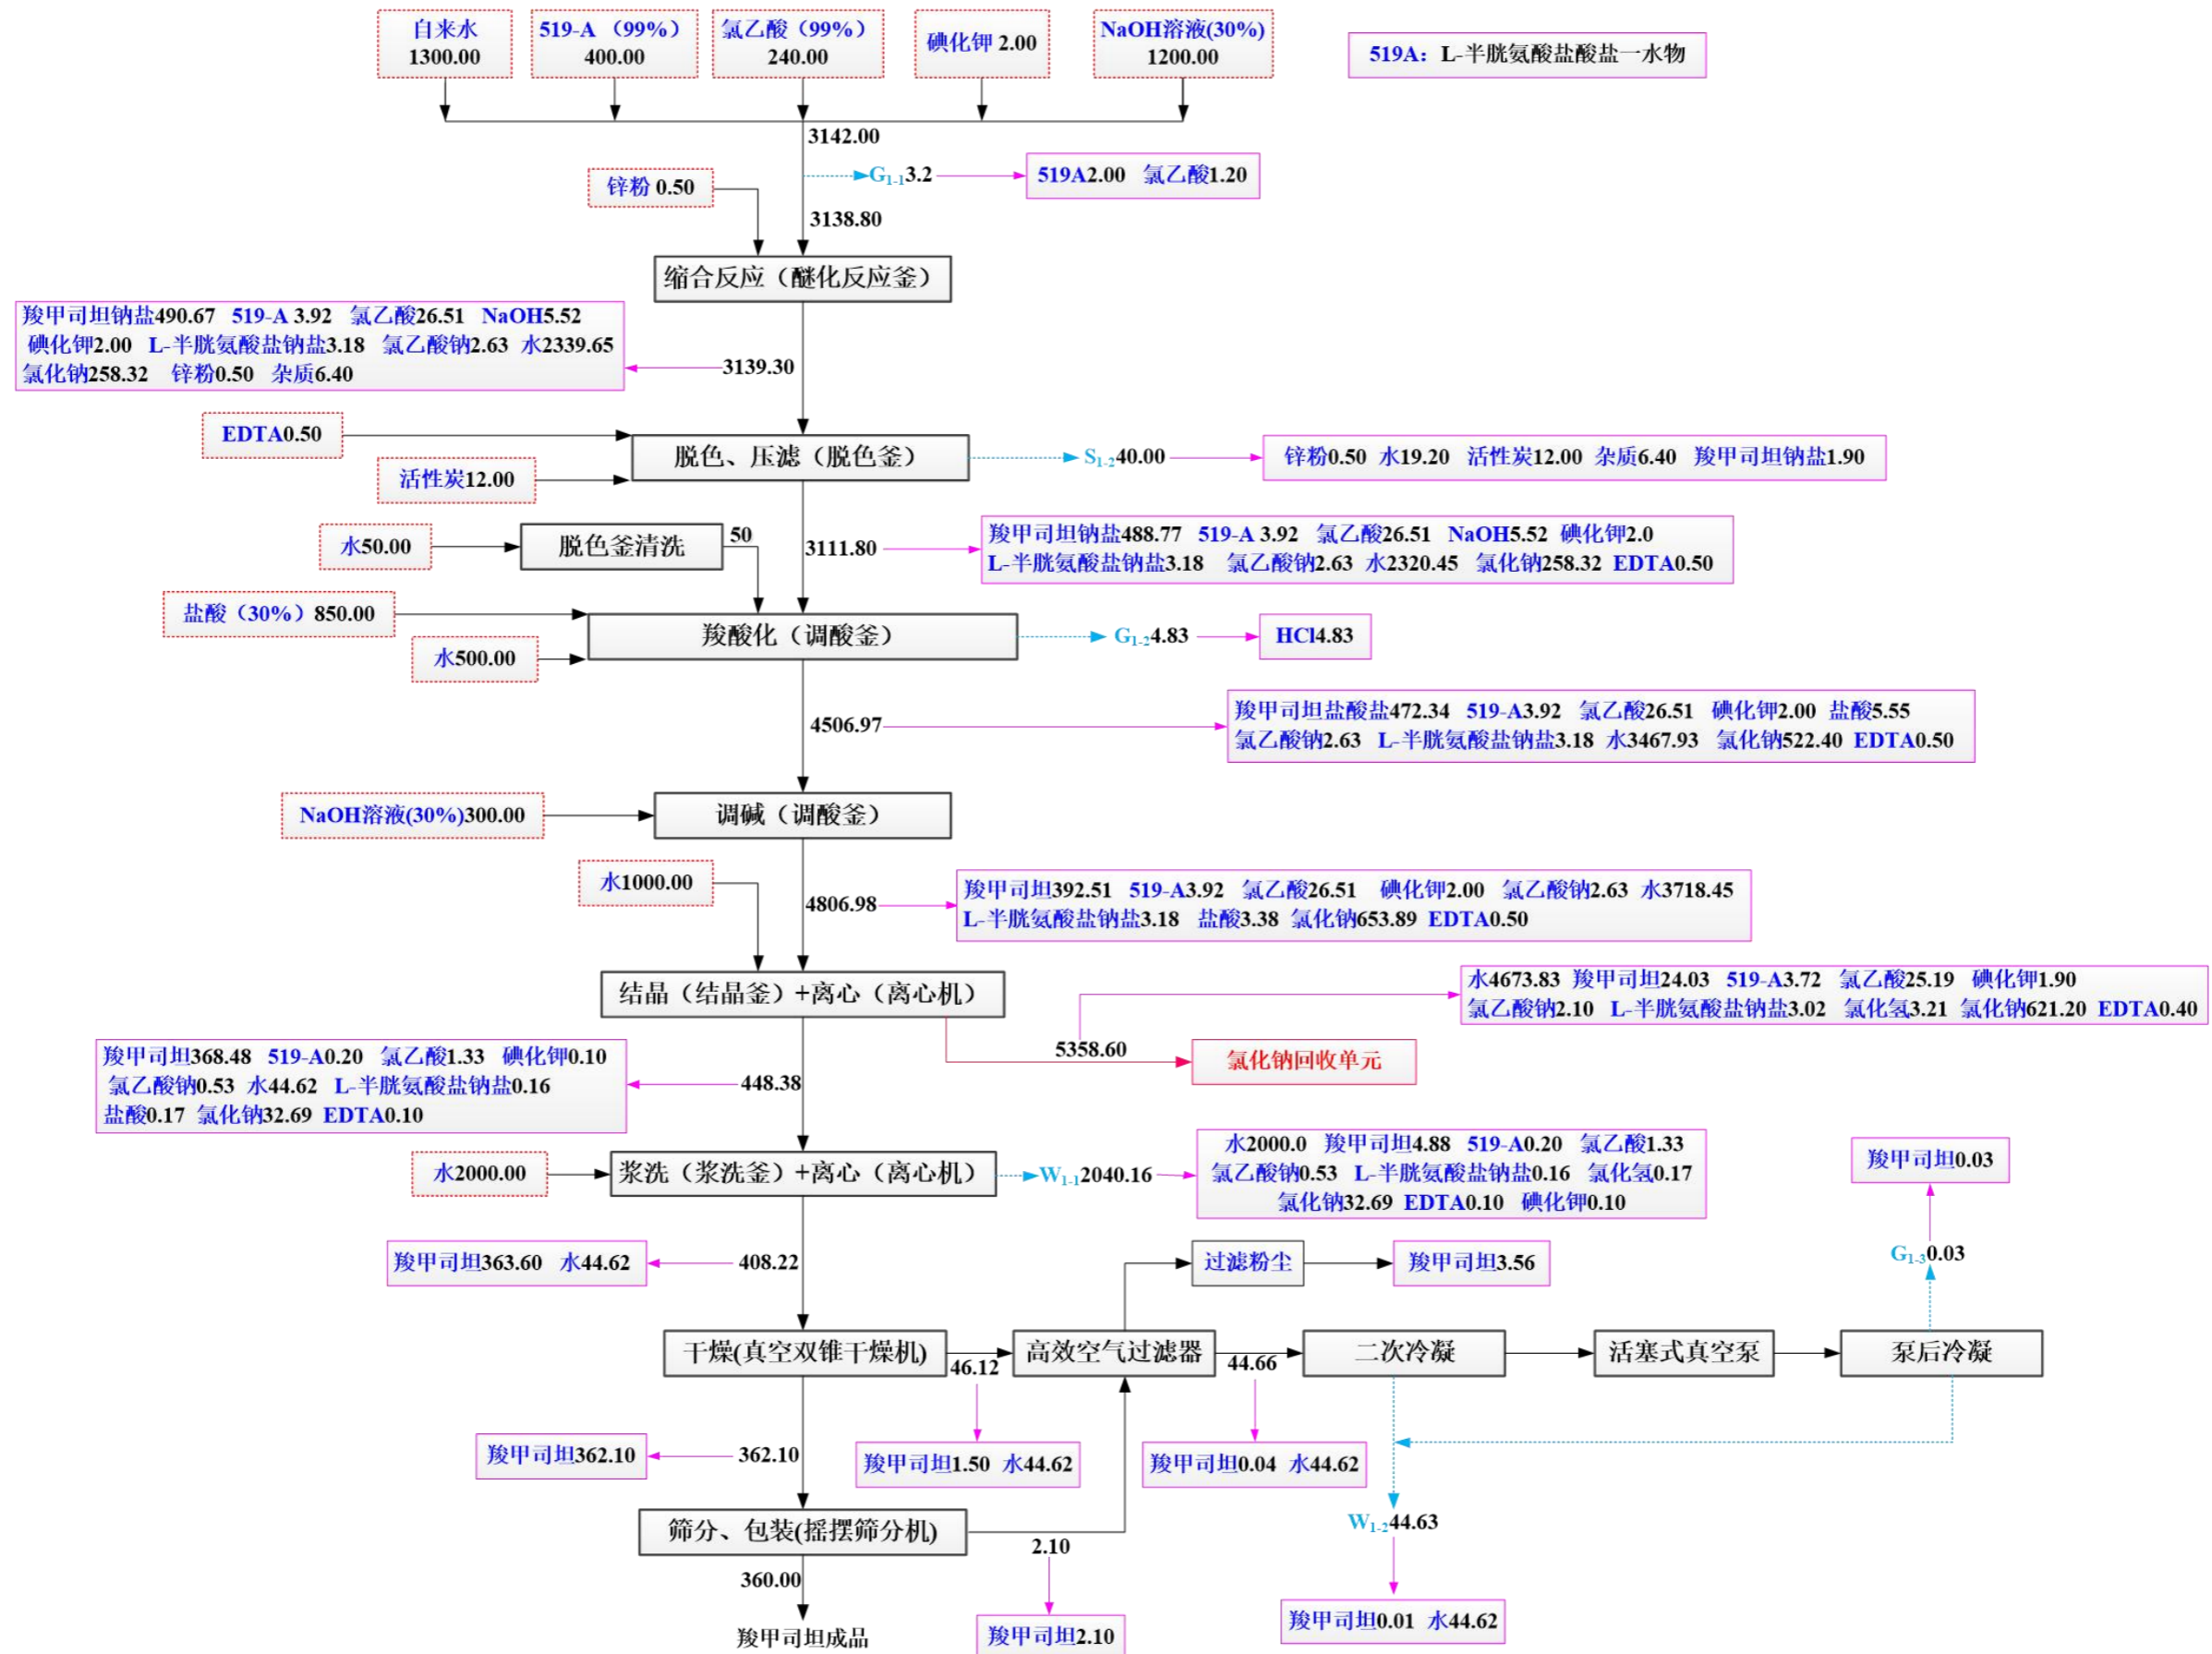 自来水
1300.00
519-A （99%）
400.00
氯乙酸（99%）
240.00
碘化钾 2.00
NaOH溶液(30%)
1200.00
519A：L-半胱氨酸盐酸盐一水物
3142.00
G1-13.2
519A2.00 氯乙酸1.20
锌粉 0.50
3138.80
缩合反应（醚化反应釜）
羧甲司坦钠盐490.67 519-A 3.92 氯乙酸26.51 NaOH5.52
碘化钾2.00 L-半胱氨酸盐钠盐3.18 氯乙酸钠2.63 水2339.65
氯化钠258.32 锌粉0.50 杂质6.40
3139.30
EDTA0.50
活性炭12.00
脱色、压滤（脱色釜）
S1-240.00
锌粉0.50 水19.20 活性炭12.00 杂质6.40 羧甲司坦钠盐1.90
水50.00
脱色釜清洗
50
3111.80
羧甲司坦钠盐488.77 519-A 3.92 氯乙酸26.51 NaOH5.52 碘化钾2.0
L-半胱氨酸盐钠盐3.18 氯乙酸钠2.63 水2320.45 氯化钠258.32 EDTA0.50
盐酸（30%）850.00
水500.00
羧酸化（调酸釜）
G1-24.83
HCl4.83
4506.97
羧甲司坦盐酸盐472.34 519-A3.92 氯乙酸26.51 碘化钾2.00 盐酸5.55
氯乙酸钠2.63 L-半胱氨酸盐钠盐3.18 水3467.93 氯化钠522.40 EDTA0.50
NaOH溶液(30%)300.00
调碱（调酸釜）
水1000.00
4806.98
羧甲司坦392.51 519-A3.92 氯乙酸26.51 碘化钾2.00 氯乙酸钠2.63 水3718.45
L-半胱氨酸盐钠盐3.18 盐酸3.38 氯化钠653.89 EDTA0.50
结晶（结晶釜）+离心（离心机）
水4673.83 羧甲司坦24.03 519-A3.72 氯乙酸25.19 碘化钾1.90
氯乙酸钠2.10 L-半胱氨酸盐钠盐3.02 氯化氢3.21 氯化钠621.20 EDTA0.40
5358.60
氯化钠回收单元
羧甲司坦368.48 519-A0.20 氯乙酸1.33 碘化钾0.10
氯乙酸钠0.53 水44.62 L-半胱氨酸盐钠盐0.16
盐酸0.17 氯化钠32.69 EDTA0.10
448.38
水2000.00
浆洗（浆洗釜）+离心（离心机）
W1-12040.16
水2000.0 羧甲司坦4.88 519-A0.20 氯乙酸1.33
氯乙酸钠0.53 L-半胱氨酸盐钠盐0.16 氯化氢0.17
氯化钠32.69 EDTA0.10 碘化钾0.10
羧甲司坦0.03
G1-30.03
羧甲司坦363.60 水44.62
408.22
过滤粉尘
羧甲司坦3.56
干燥(真空双锥干燥机)
46.12
高效空气过滤器
44.66
二次冷凝
活塞式真空泵
泵后冷凝
羧甲司坦362.10
362.10
羧甲司坦1.50 水44.62
羧甲司坦0.04 水44.62
筛分、包装(摇摆筛分机)
2.10
W1-244.63
360.00
羧甲司坦成品
羧甲司坦2.10
羧甲司坦0.01 水44.62